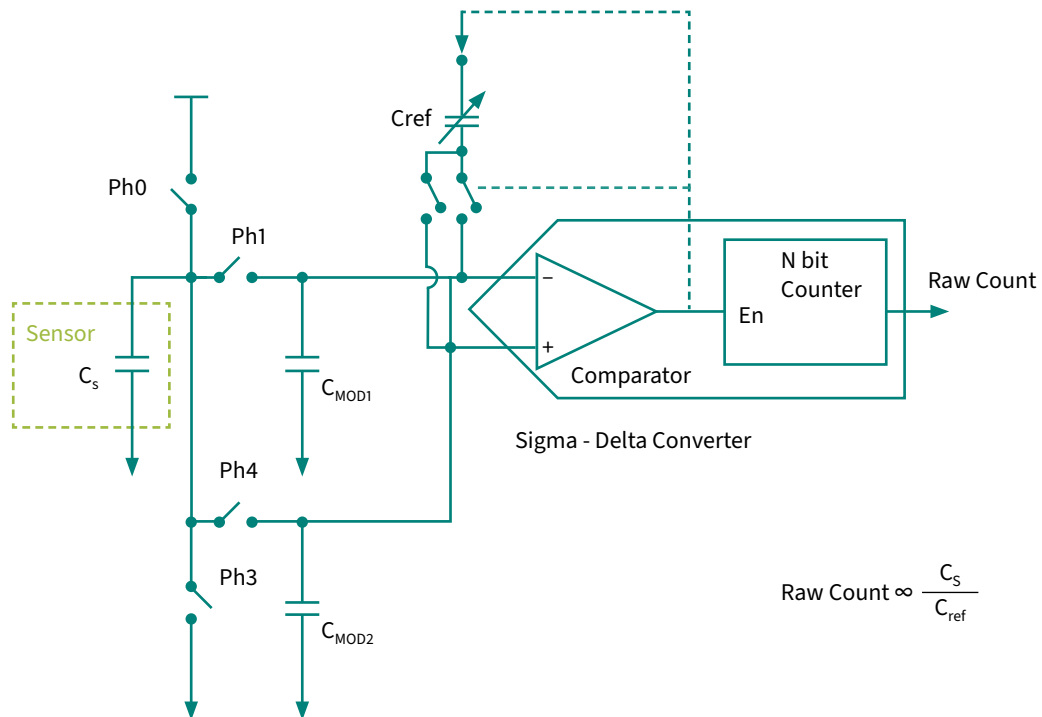 Cref
Ph0
Ph1
N bit
Counter
Raw Count
Sensor
−
En
+
Cs
CMOD1
Comparator
Sigma - Delta Converter
Ph4
Ph3
CMOD2
Raw Count ∞ CS
Cref